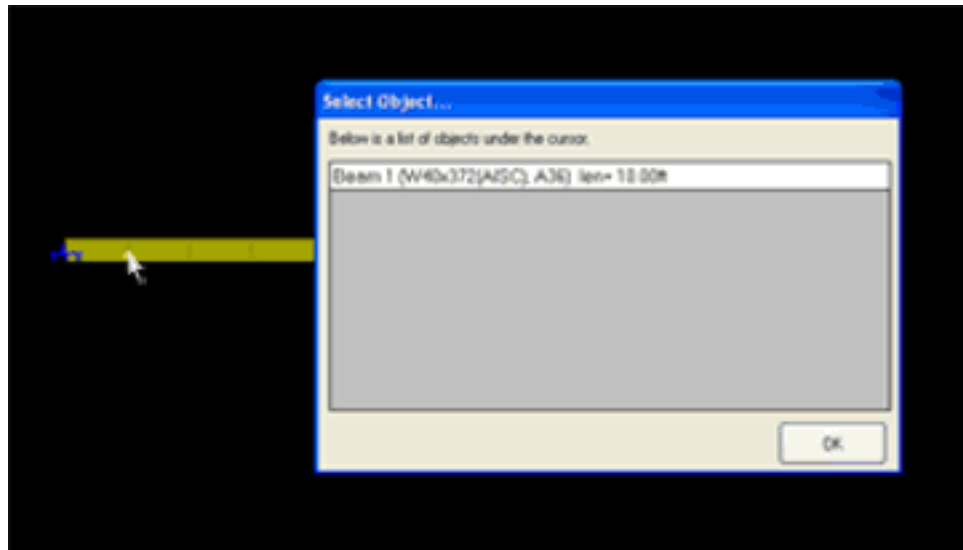 Select Object...
Below is a list of objects under the cursor.
Beam 1 (W40x372(AISC), A36) len= 10.00ft
OK